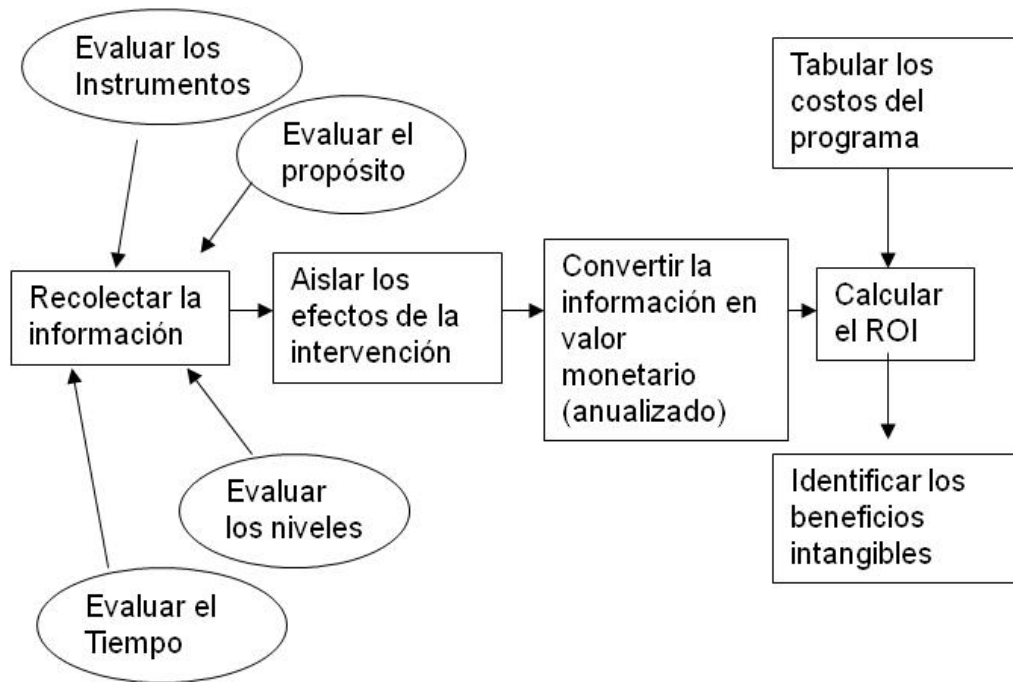 Evaluar los
Instrumentos
Evaluar el
propósito
Tabular los
costos del
programa
Recolectar la
información
Aislar los
efectos de la
intervención
Convertir la
información en
valor
monetario
(anualizado)
Calcular
el ROI
Evaluar
los niveles
Evaluar el
Tiempo
Identificar los
beneficios
intangibles